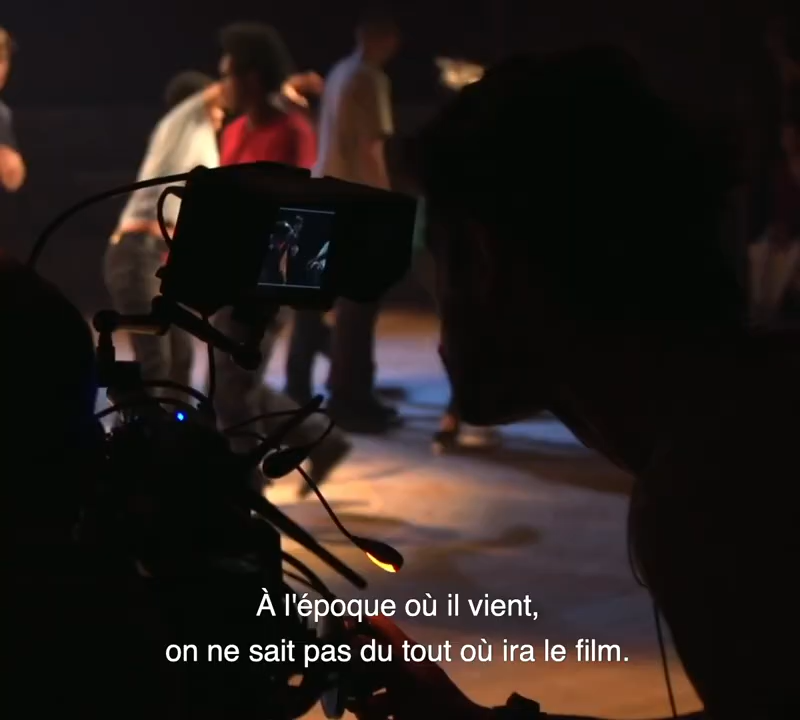 À l'époque où il vient,
on ne sait pas du tout où ira le film.